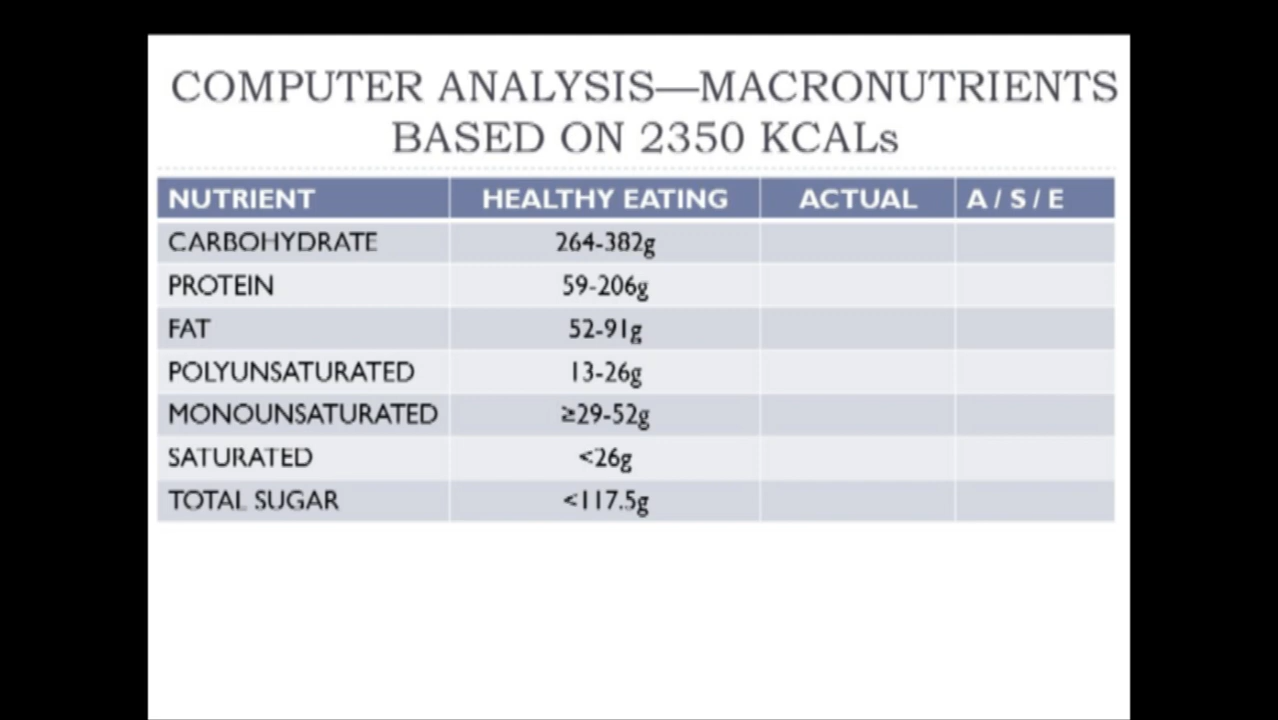 COMPUTER ANALYSIS—MACRONUTRIENTS
BASED ON 2350 KCALs
NUTRIENT HEALTHY EATING ACTUAL A / S / E
CARBOHYDRATE 264-382g
PROTEIN 59-206g
FAT 52-91g
POLYUNSATURATED 13-26g
MONOUNSATURATED ≥29-52g
SATURATED <26g
TOTAL SUGAR <117.5g